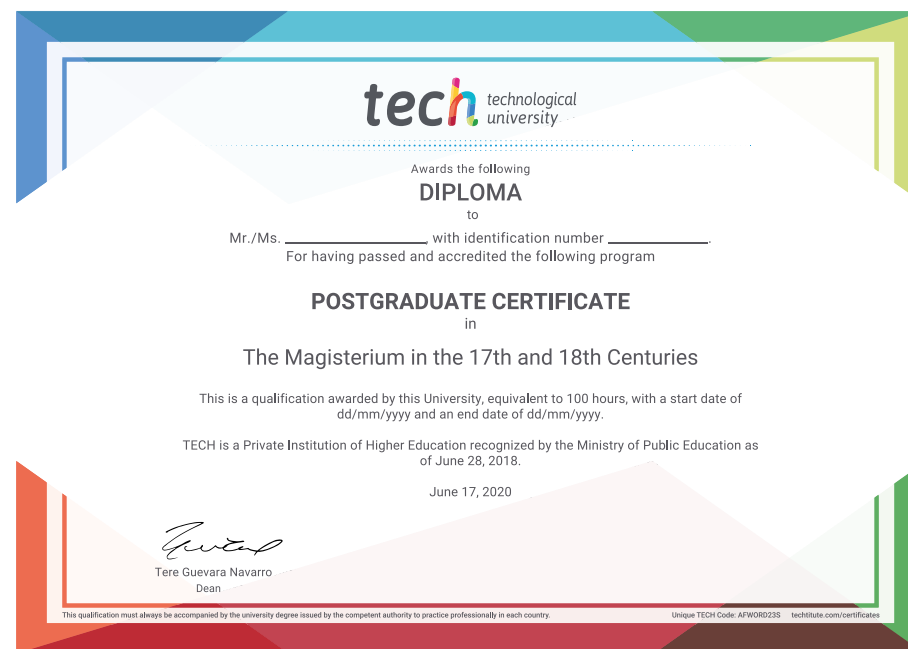 tech technological
university
Awards the following
DIPLOMA
to
Mr./Ms. ____________________, with identification number ______________.
For having passed and accredited the following program
POSTGRADUATE CERTIFICATE
in
The Magisterium in the 17th and 18th Centuries
This is a qualification awarded by this University, equivalent to 100 hours, with a start date of
dd/mm/yyyy and an end date of dd/mm/yyyy.
TECH is a Private Institution of Higher Education recognized by the Ministry of Public Education as
of June 28, 2018.
June 17, 2020
Tere Guevara Navarro
Dean
This qualification must always be accompanied by the university degree issued by the competent authority to practice professionally in each country. Unique TECH Code: AFWORD23S techtitute.com/certificates